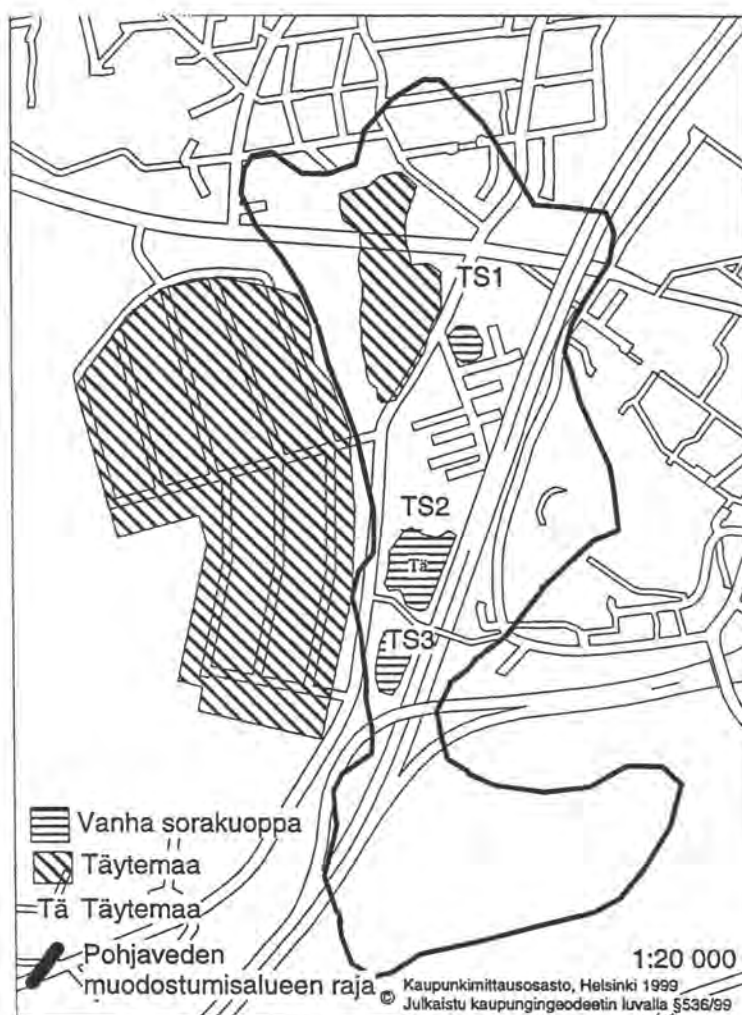 TS1
TS2
Tä
TS3
Vanha sorakuoppa
Täytemaa
Tä Täytemaa
Pohjaveden
muodostumisalueen raja
1:20 000
© Kaupunkimittausosasto, Helsinki 1999
Julkaistu kaupungingeodeetin luvalla §536/99